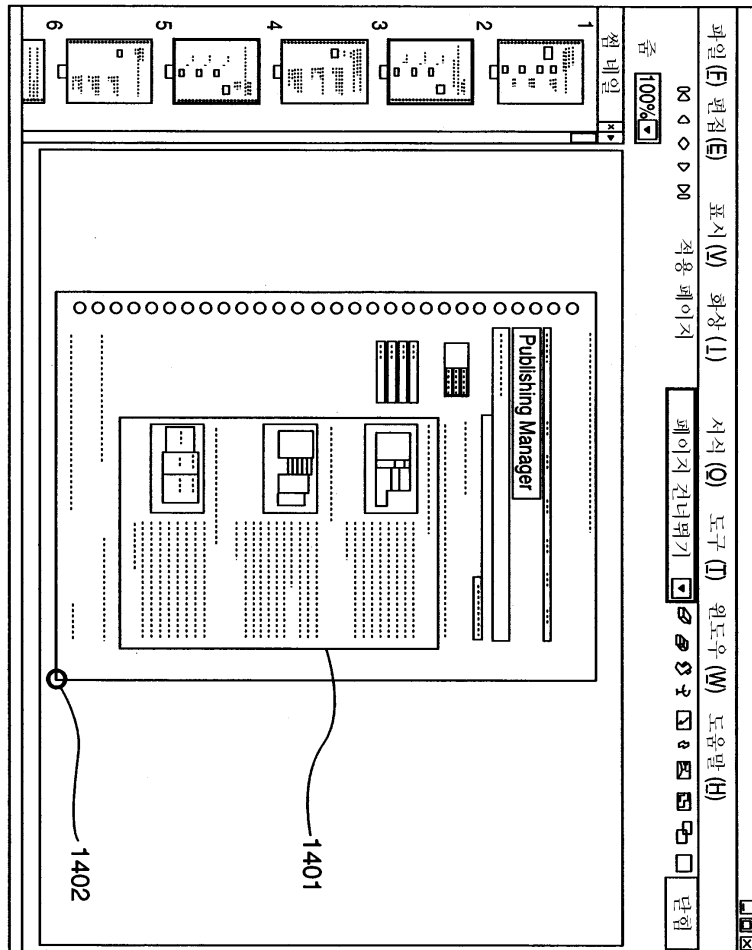 파일 (F) 편집 (E) 표시 (V) 화상 (I) 서식 (O) 도구 (T) 윈도우 (W) 도움말 (H)
적용 페이지 페이지 건너뛰기 닫힘
줌 100%
썸 네일
1
2
3
4
5
6
Publishing Manager
1401
1402